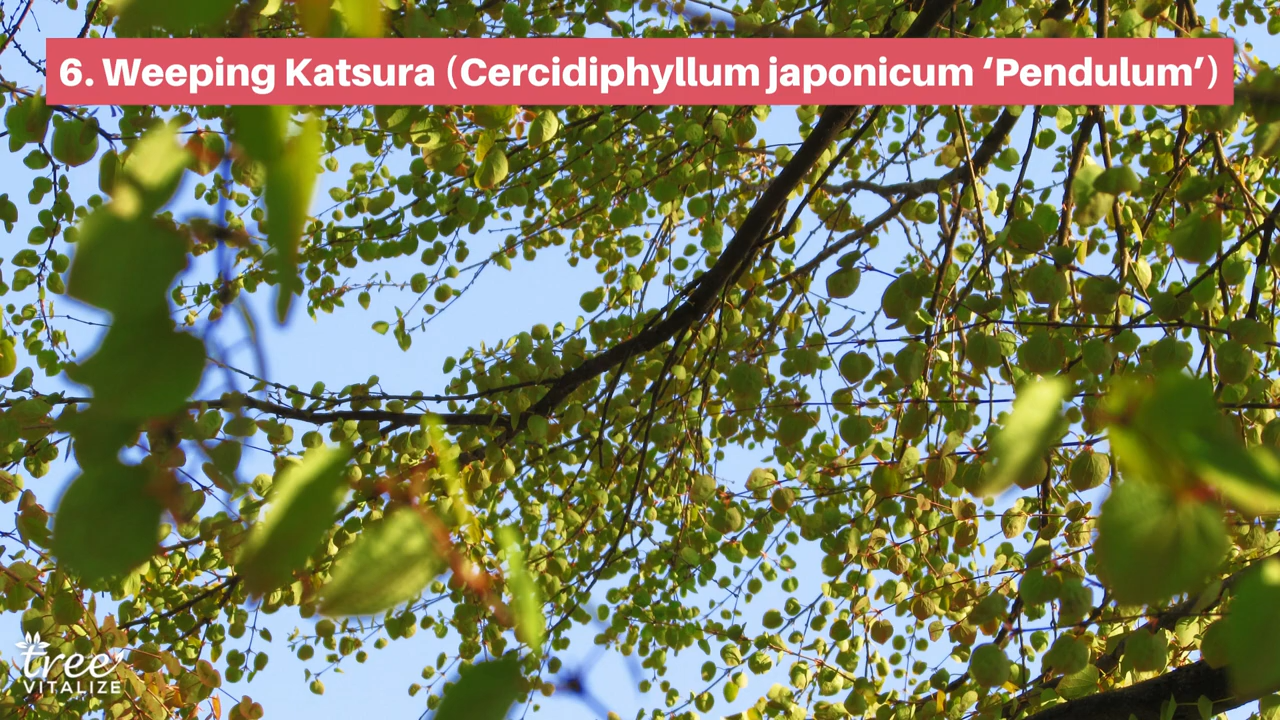 6. Weeping Katsura (Cercidiphyllum japonicum ‘Pendulum’)
tree
VITALIZE